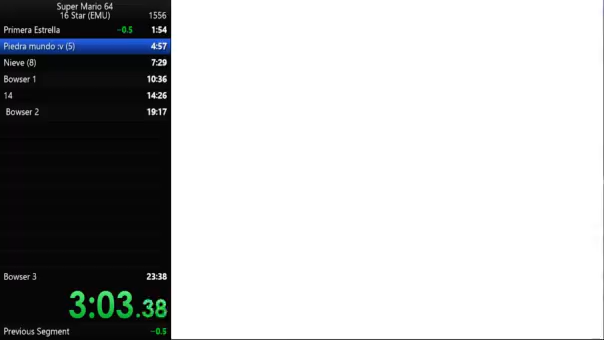 Super Mario 64
16 Star (EMU) 1556
Primera Estrella -0.5 1:54
Piedra mundo :v (5) 4:57
Nieve (8) 7:29
Bowser 1 10:36
14 14:26
Bowser 2 19:17
Bowser 3 23:38
3:03.38
Previous Segment -0.5